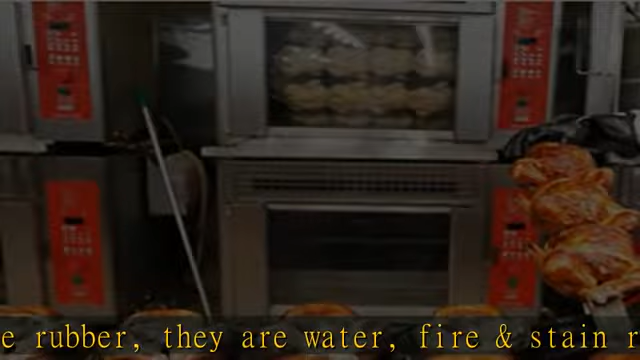 e rubber, they are water, fire & stain r